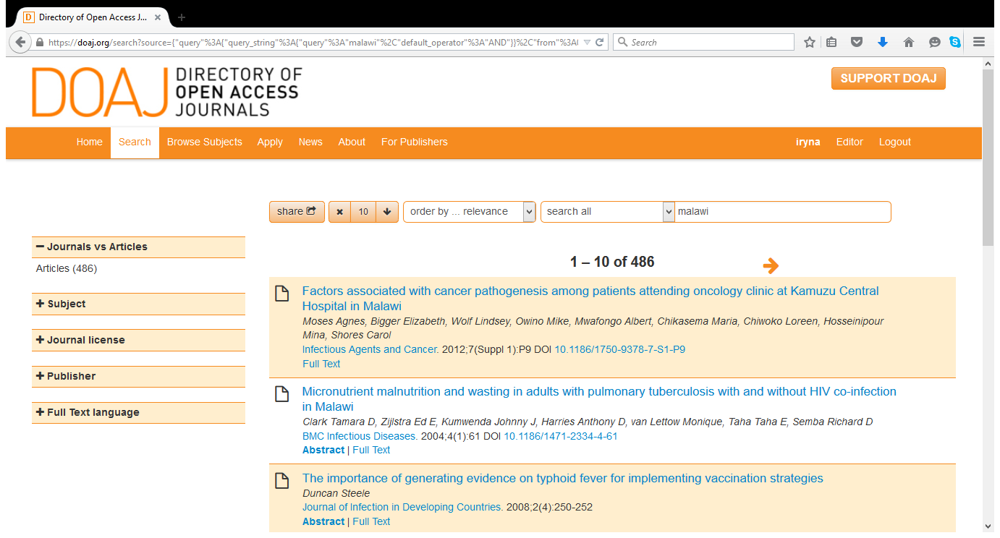 Directory of Open Access J...
https://doaj.org/search?source={"query"%3A{"query_string"%3A{"query"%3A"malawi"%2C"default_operator"%3A"AND"}}%2C"from"%3A(
Search
DOAJ DIRECTORY OF
OPEN ACCESS
JOURNALS
SUPPORT DOAJ
Home Search Browse Subjects Apply News About For Publishers iryna Editor Logout
share 10 order by ... relevance search all malawi
Journals vs Articles
Articles (486)
Subject
Journal license
Publisher
Full Text language
1 – 10 of 486
Factors associated with cancer pathogenesis among patients attending oncology clinic at Kamuzu Central
Hospital in Malawi
Moses Agnes, Bigger Elizabeth, Wolf Lindsey, Owino Mike, Mwafongo Albert, Chikasema Maria, Chiwoko Loreen, Hosseinipour
Mina, Shores Carol
Infectious Agents and Cancer. 2012;7(Suppl 1):P9 DOI 10.1186/1750-9378-7-S1-P9
Full Text
Micronutrient malnutrition and wasting in adults with pulmonary tuberculosis with and without HIV co-infection
in Malawi
Clark Tamara D, Zijlstra Ed E, Kumwenda Johnny J, Harries Anthony D, van Lettow Monique, Taha Taha E, Semba Richard D
BMC Infectious Diseases. 2004;4(1):61 DOI 10.1186/1471-2334-4-61
Abstract | Full Text
The importance of generating evidence on typhoid fever for implementing vaccination strategies
Duncan Steele
Journal of Infection in Developing Countries. 2008;2(4):250-252
Abstract | Full Text